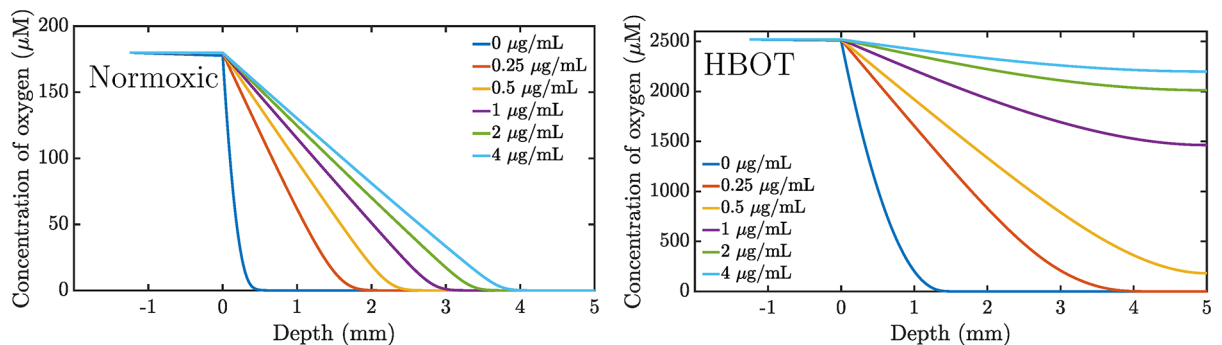 Concentration of oxygen (μM)
200
150
100
50
0
Normoxic
0 μg/mL
0.25 μg/mL
0.5 μg/mL
1 μg/mL
2 μg/mL
4 μg/mL
-1 0 1 2 3 4 5
Depth (mm)
Concentration of oxygen (μM)
2500
2000
1500
1000
500
0
HBOT
0 μg/mL
0.25 μg/mL
0.5 μg/mL
1 μg/mL
2 μg/mL
4 μg/mL
-1 0 1 2 3 4 5
Depth (mm)